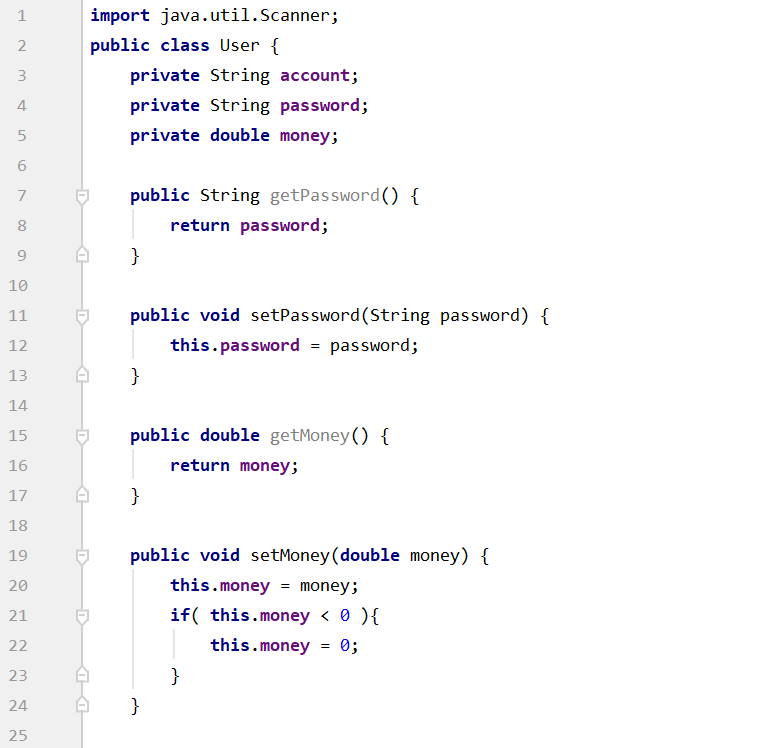 1 import java.util.Scanner;
2 public class User {
3 private String account;
4 private String password;
5 private double money;
6
7 public String getPassword() {
8 return password;
9 }
10
11 public void setPassword(String password) {
12 this.password = password;
13 }
14
15 public double getMoney() {
16 return money;
17 }
18
19 public void setMoney(double money) {
20 this.money = money;
21 if( this.money < 0 ){
22 this.money = 0;
23 }
24 }
25